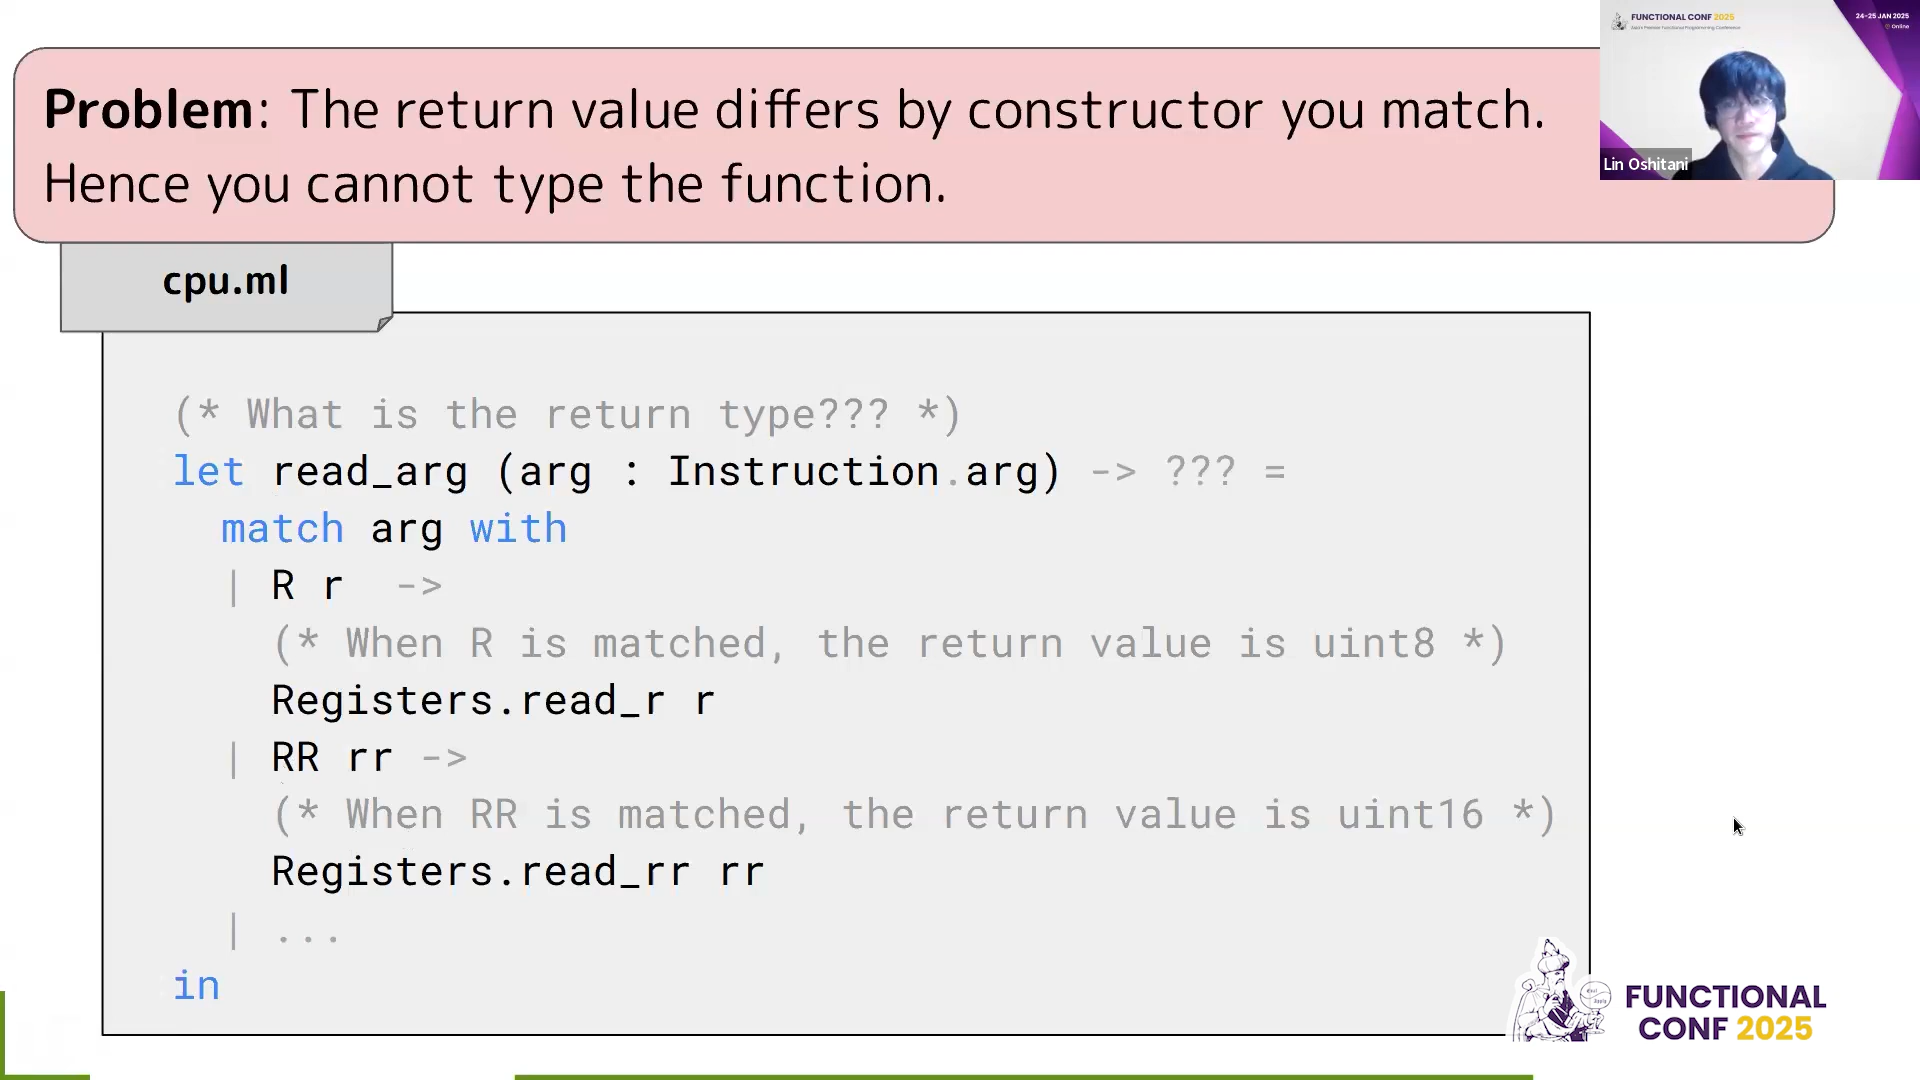 Problem: The return value differs by constructor you match.
Hence you cannot type the function.
FUNCTIONAL CONF 2025
24-25 JAN 2025
Online
Lin Oshitani
cpu.ml
(* What is the return type??? *)
let read_arg (arg : Instruction.arg) -> ??? =
match arg with
| R r ->
(* When R is matched, the return value is uint8 *)
Registers.read_r r
| RR rr ->
(* When RR is matched, the return value is uint16 *)
Registers.read_rr rr
| ...
in
FUNCTIONAL
CONF 2025